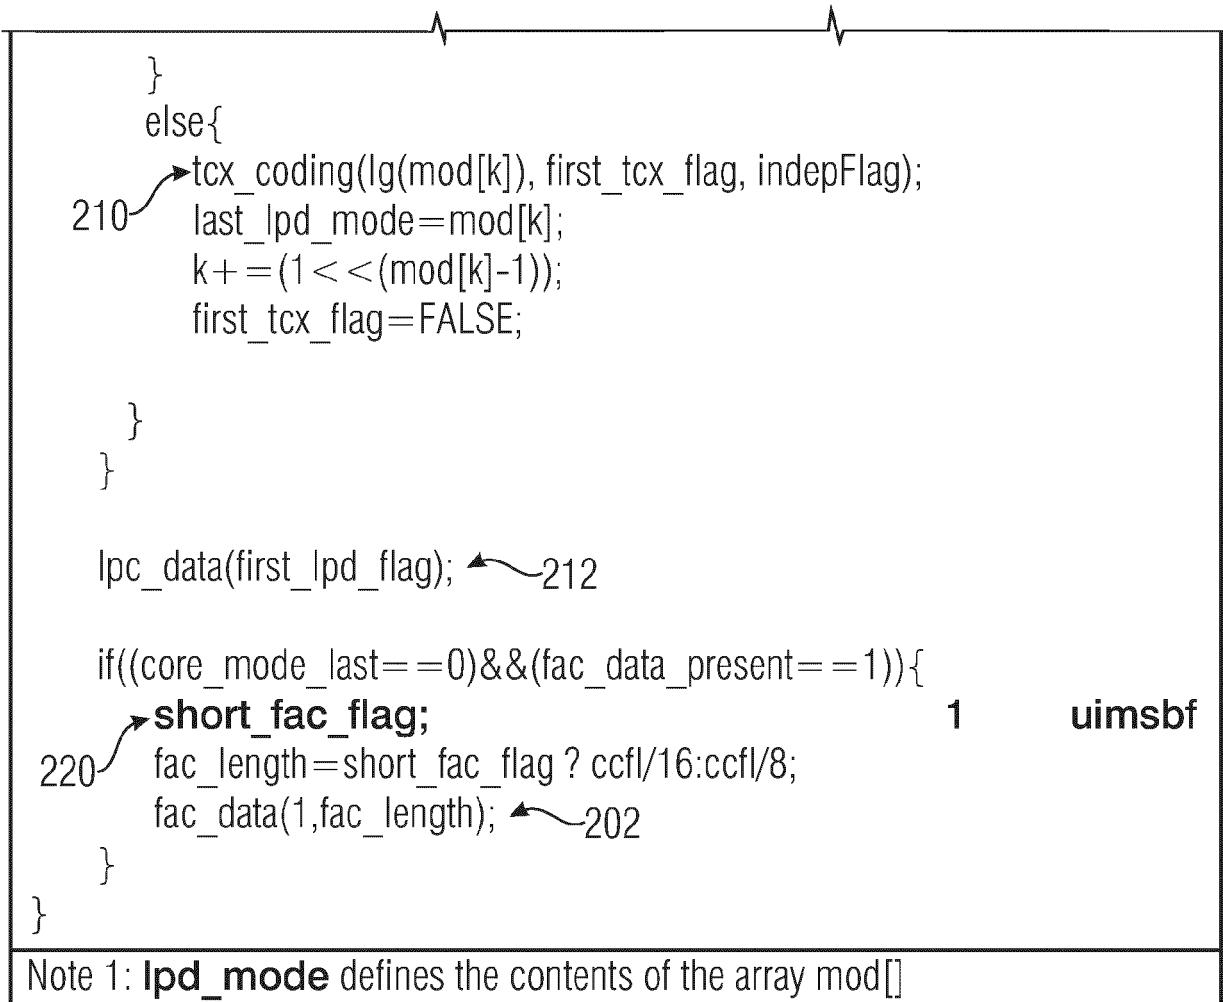 }
else{
tcx_coding(lg(mod[k]), first_tcx_flag, indepFlag);
210
last_lpd_mode=mod[k];
k+=(1<<(mod[k]-1));
first_tcx_flag=FALSE;
}
}
lpc_data(first_lpd_flag); 212
if((core_mode_last==0)&&(fac_data_present==1)){
short_fac_flag; 1 uimsbf
220
fac_length=short_fac_flag ? ccfl/16:ccfl/8;
fac_data(1,fac_length); 202
}
}
Note 1: lpd_mode defines the contents of the array mod[]